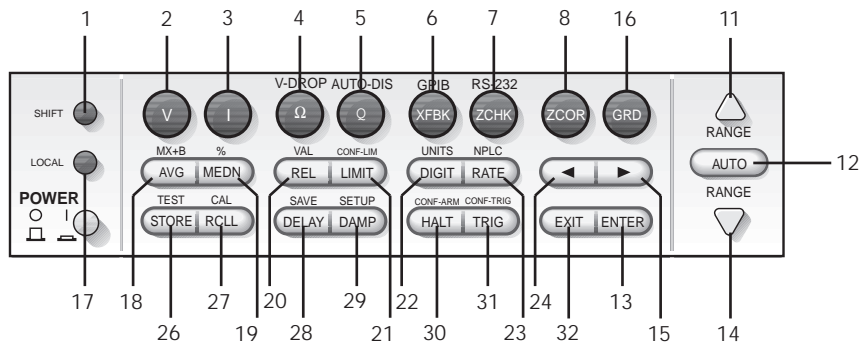 1 2 3 4 5 6 7 8 16 11
V-DROP AUTO-DIS GPIB RS-232
SHIFT V I Ω Q XFBK ZCHK ZCOR GRD
RANGE
MX+B % VAL CONF-LIM UNITS NPLC
LOCAL AVG MEDN REL LIMIT DIGIT RATE ◄ ► AUTO 12
POWER TEST CAL SAVE SETUP CONF-ARM CONF-TRIG RANGE
STORE RCLL DELAY DAMP HALT TRIG EXIT ENTER
17 18 27 20 29 22 31 24 13 14
26 19 28 21 30 23 32 15